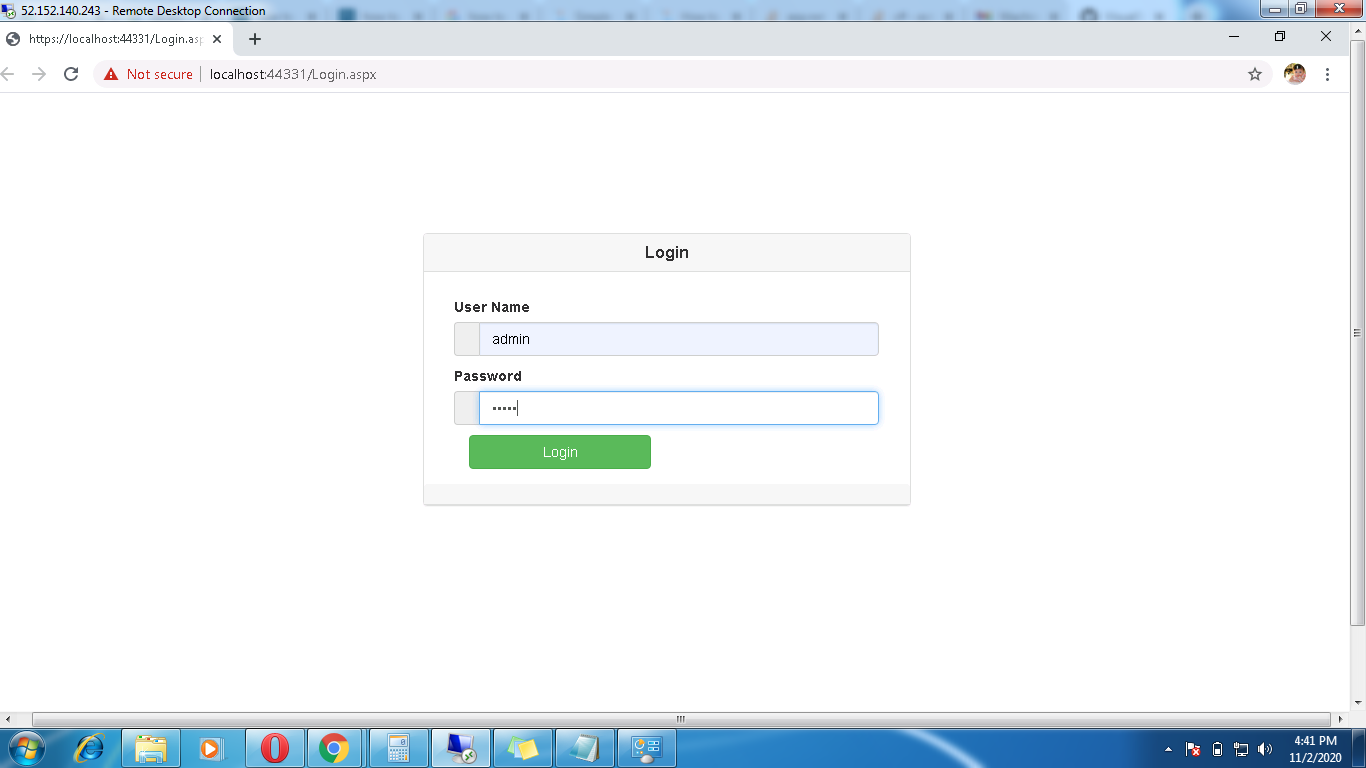 52.152.140.243 - Remote Desktop Connection
https://localhost:44331/Login.asp
Not secure
localhost:44331/Login.aspx
Login
User Name
admin
Password
•••••
Login
4:41 PM
11/2/2020